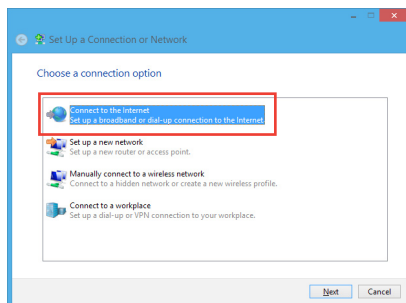 Set Up a Connection or Network
Choose a connection option
Connect to the Internet
Set up a broadband or dial-up connection to the Internet.
Set up a new network
Set up a new router or access point.
Manually connect to a wireless network
Connect to a hidden network or create a new wireless profile.
Connect to a workplace
Set up a dial-up or VPN connection to your workplace.
Next Cancel